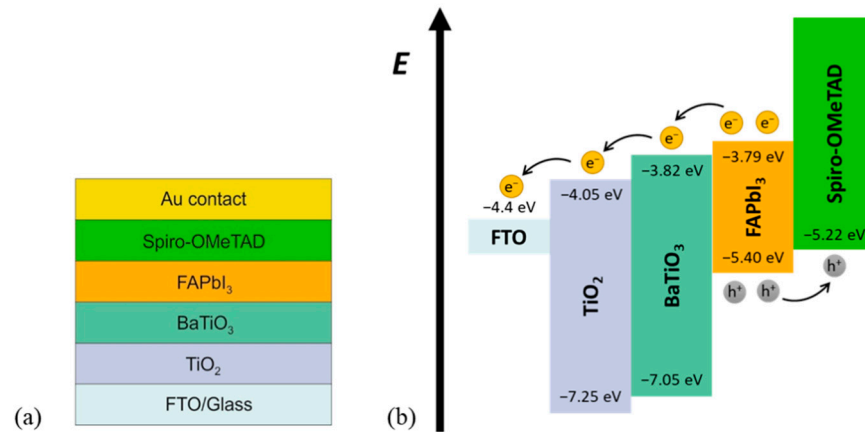 Au contact
Spiro-OMeTAD
FAPbI₃
BaTiO₃
TiO₂
FTO/Glass
(a)
(b)
E
e⁻
−4.4 eV
FTO
e⁻
−4.05 eV
TiO₂
−7.25 eV
e⁻
−3.82 eV
BaTiO₃
−7.05 eV
e⁻ e⁻
−3.79 eV
FAPbI₃
−5.40 eV
h⁺ h⁺
Spiro-OMeTAD
−5.22 eV
h⁺